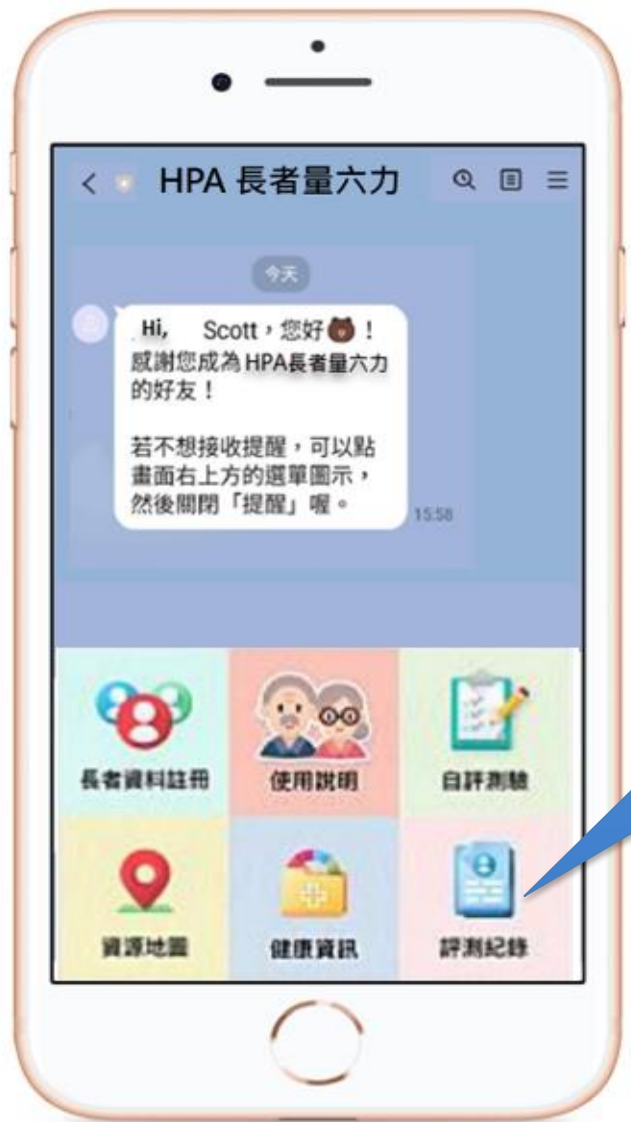 HPA 長者量六力
今天
Hi, Scott，您好！
感謝您成為HPA長者量六力
的好友！
若不想接收提醒，可以點
畫面右上方的選單圖示，
然後關閉「提醒」喔。
15:58
長者資料註冊
使用說明
自評測驗
資源地圖
健康資訊
評測紀錄